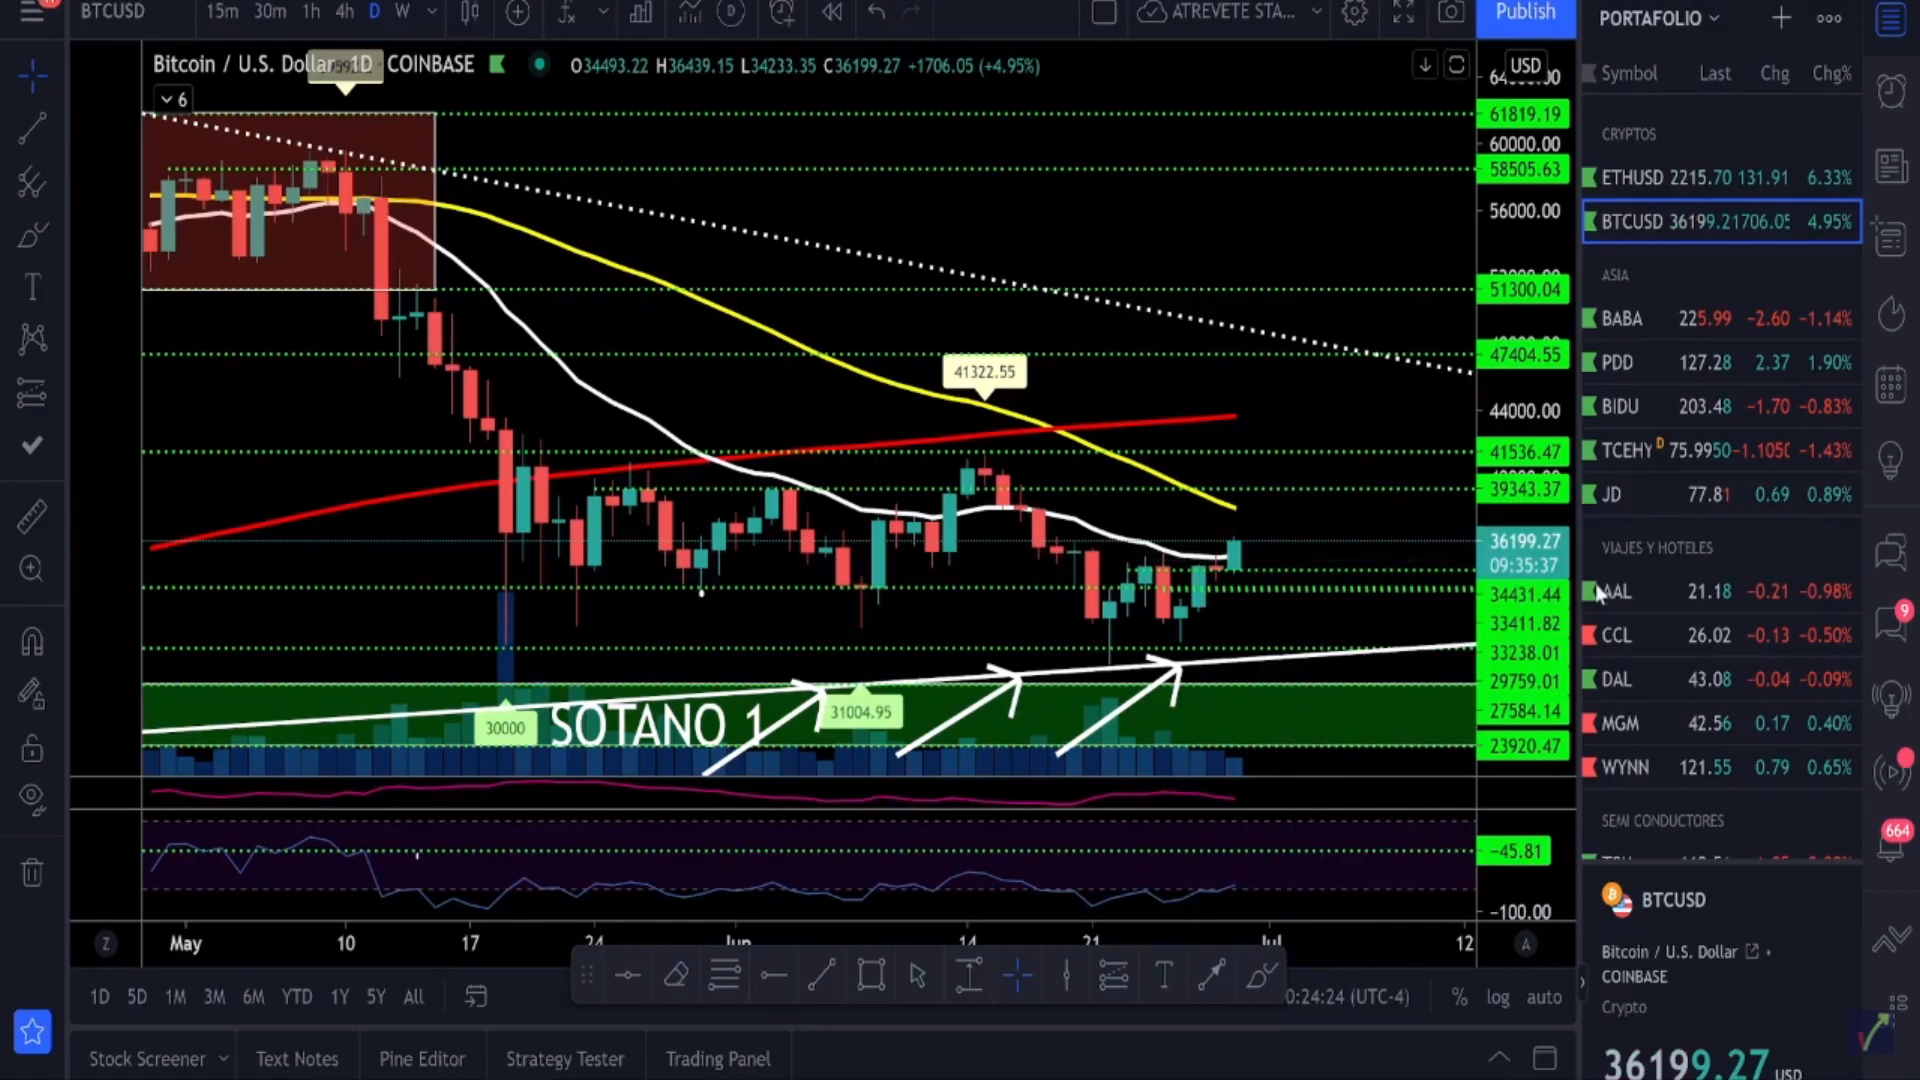 BTCUSD 15m 30m 1h 4h D W ATREVETE STA... Publish
Bitcoin / U.S. Dollar 1D COINBASE O34493.22 H36439.15 L34233.35 C36199.27 +1706.05 (+4.95%)
6
USD
61819.19
60000.00
58505.63
56000.00
51300.04
47404.55
44000.00
41536.47
39343.37
36199.27
09:35:37
34431.44
33411.82
33238.01
29759.01
27584.14
23920.47
-45.81
-100.00
41322.55
30000
SOTANO 1
31004.95
Z May 10 17 24 Jun 14 21 Jul 12 A
1D 5D 1M 3M 6M YTD 1Y 5Y All
0:24:24 (UTC-4) % log auto
Stock Screener Text Notes Pine Editor Strategy Tester Trading Panel
PORTAFOLIO
Symbol Last Chg Chg%
CRYPTOS
ETHUSD 2215.70 131.91 6.33%
BTCUSD 36199.21706.05 4.95%
ASIA
BABA 225.99 −2.60 −1.14%
PDD 127.28 2.37 1.90%
BIDU 203.48 −1.70 −0.83%
TCEHY D 75.9950 −1.1050 −1.43%
JD 77.81 0.69 0.89%
VIAJES Y HOTELES
AAL 21.18 −0.21 −0.98%
CCL 26.02 −0.13 −0.50%
DAL 43.08 −0.04 −0.09%
MGM 42.56 0.17 0.40%
WYNN 121.55 0.79 0.65%
SEMI CONDUCTORES
BTCUSD
Bitcoin / U.S. Dollar
COINBASE
Crypto
36199.27 USD
9
664